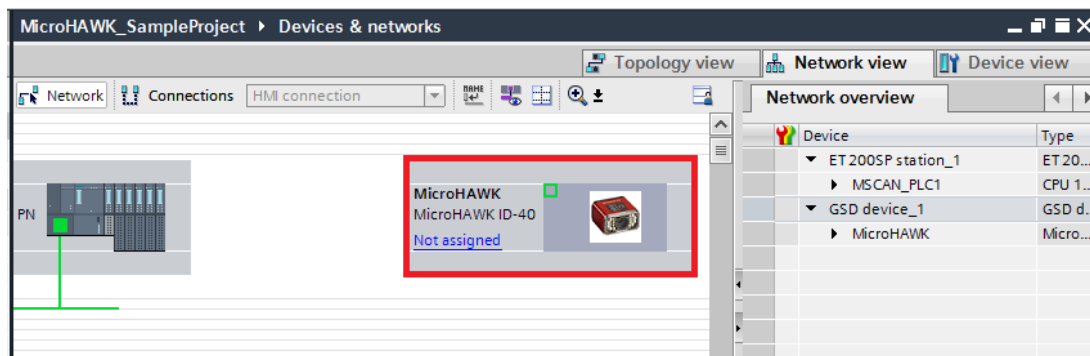 MicroHAWK_SampleProject ▸ Devices & networks
Topology view
Network view
Device view
Network
Connections
HMI connection
Network overview
Device
Type
ET 200SP station_1
ET 20...
MSCAN_PLC1
CPU 1...
GSD device_1
GSD d...
MicroHAWK
Micro...
PN
MicroHAWK
MicroHAWK ID-40
Not assigned